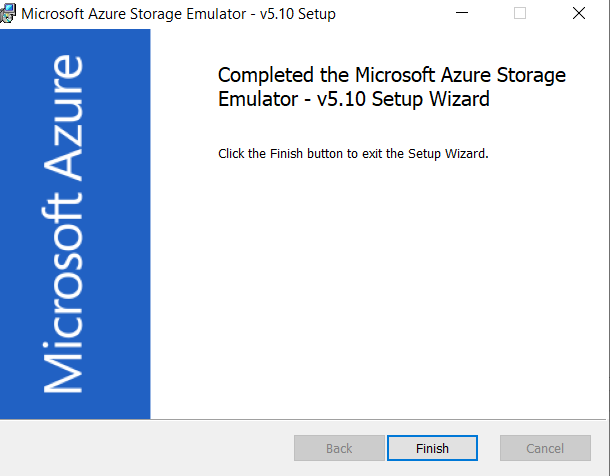 Microsoft Azure Storage Emulator - v5.10 Setup
Microsoft Azure
Completed the Microsoft Azure Storage
Emulator - v5.10 Setup Wizard
Click the Finish button to exit the Setup Wizard.
Back
Finish
Cancel